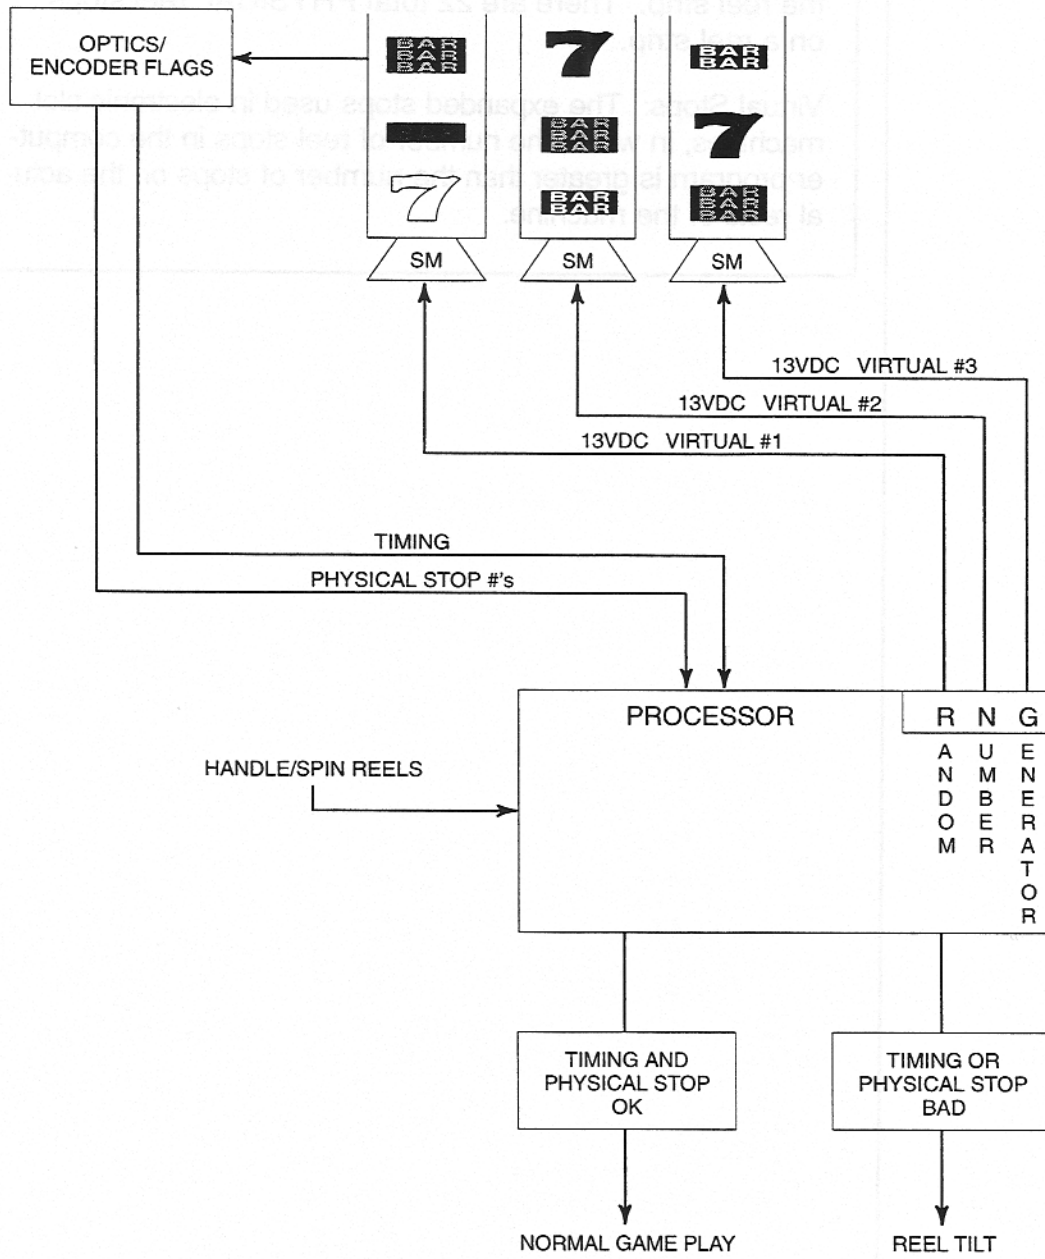 OPTICS/
ENCODER FLAGS
BAR
BAR
BAR
7
7
BAR
BAR
BAR
BAR
BAR
BAR
BAR
7
BAR
BAR
BAR
SM
SM
SM
13VDC VIRTUAL #3
13VDC VIRTUAL #2
13VDC VIRTUAL #1
TIMING
PHYSICAL STOP #'s
PROCESSOR
R N G
RANDOM
NUMBER
GENERATOR
HANDLE/SPIN REELS
TIMING AND
PHYSICAL STOP
OK
TIMING OR
PHYSICAL STOP
BAD
NORMAL GAME PLAY
REEL TILT